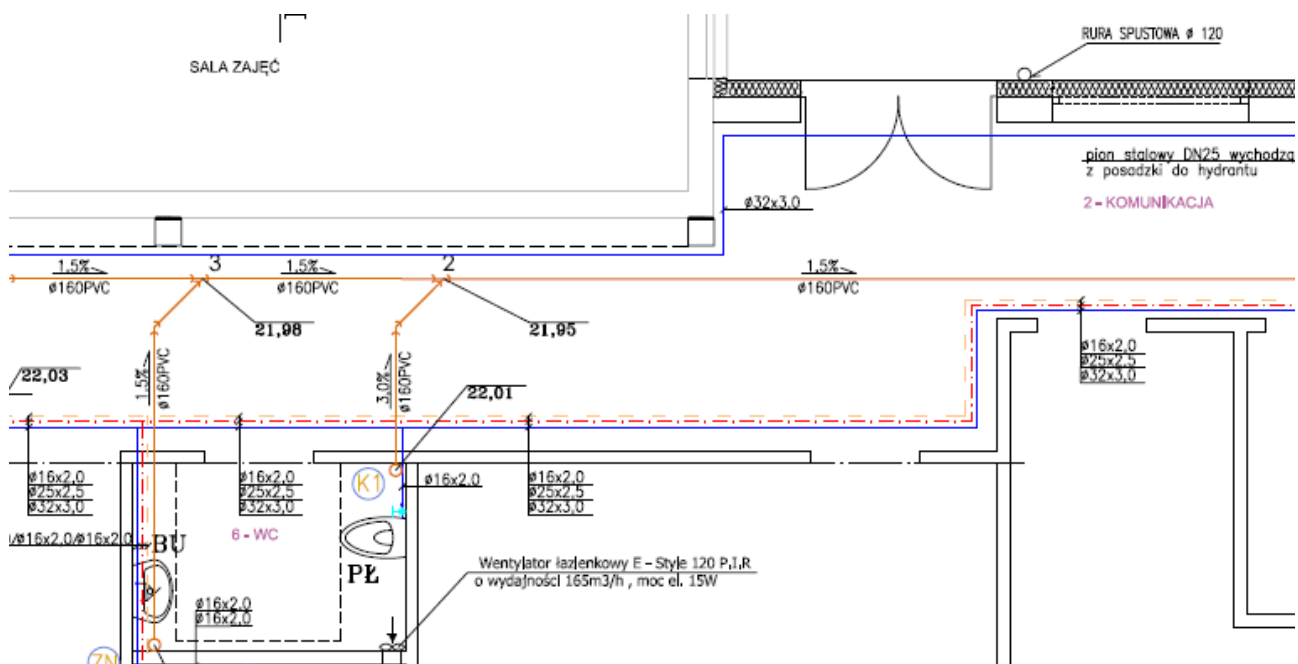 RURA SPUSTOWA ø 120
SALA ZAJĘĆ
pion stalowy DN25 wychodzą
z posadzki do hydrantu
ø32x3.0
2 - KOMUNIKACJA
1,5%
ø160PVC
3
1,5%
ø160PVC
2
1,5%
ø160PVC
21,98
21,95
1.5%
ø160PVC
3.0%
ø160PVC
ø16x2,0
ø25x2,5
ø32x3,0
22,03
22,01
K1
ø16x2,0
ø16x2,0
ø25x2,5
ø32x3,0
ø16x2,0
ø25x2,5
ø32x3,0
ø16x2,0
ø25x2,5
ø32x3,0
6 - WC
/ø16x2,0/ø16x2,0
BU
PŁ
Wentylator łazienkowy E - Style 120 P,I,R
o wydajności 165m3/h , moc el. 15W
ø16x2,0
ø16x2,0
ZN